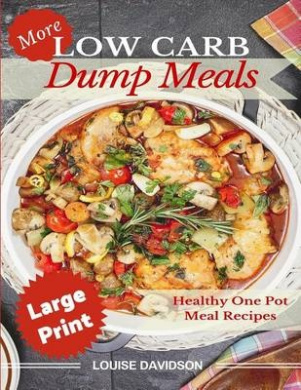 More
LOW CARB
Dump Meals
Large
Print
Healthy One Pot
Meal Recipes
LOUISE DAVIDSON